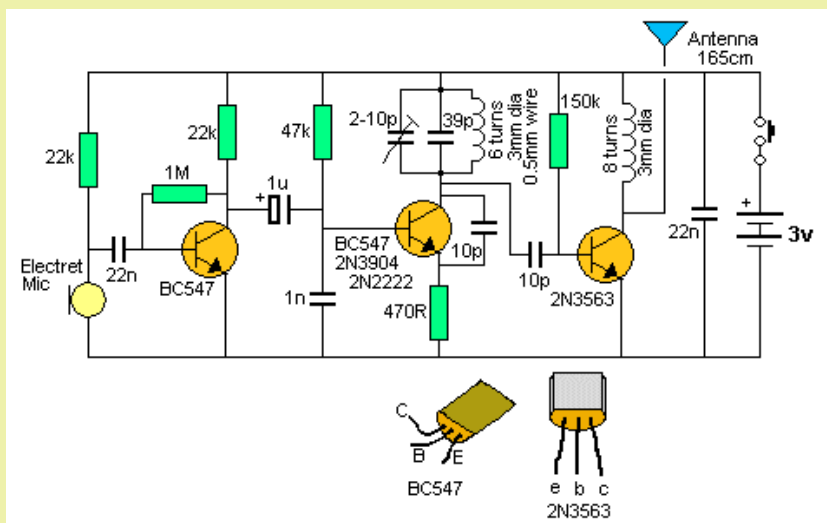 Antenna
165cm
22k
22k
1M
47k
1u
+
2-10p
39p
6 turns
3mm dia
0.5mm wire
150k
8 turns
3mm dia
22n
+
3v
Electret
Mic
22n
BC547
1n
BC547
2N3904
2N2222
470R
10p
10p
2N3563
C
B
E
BC547
e b c
2N3563